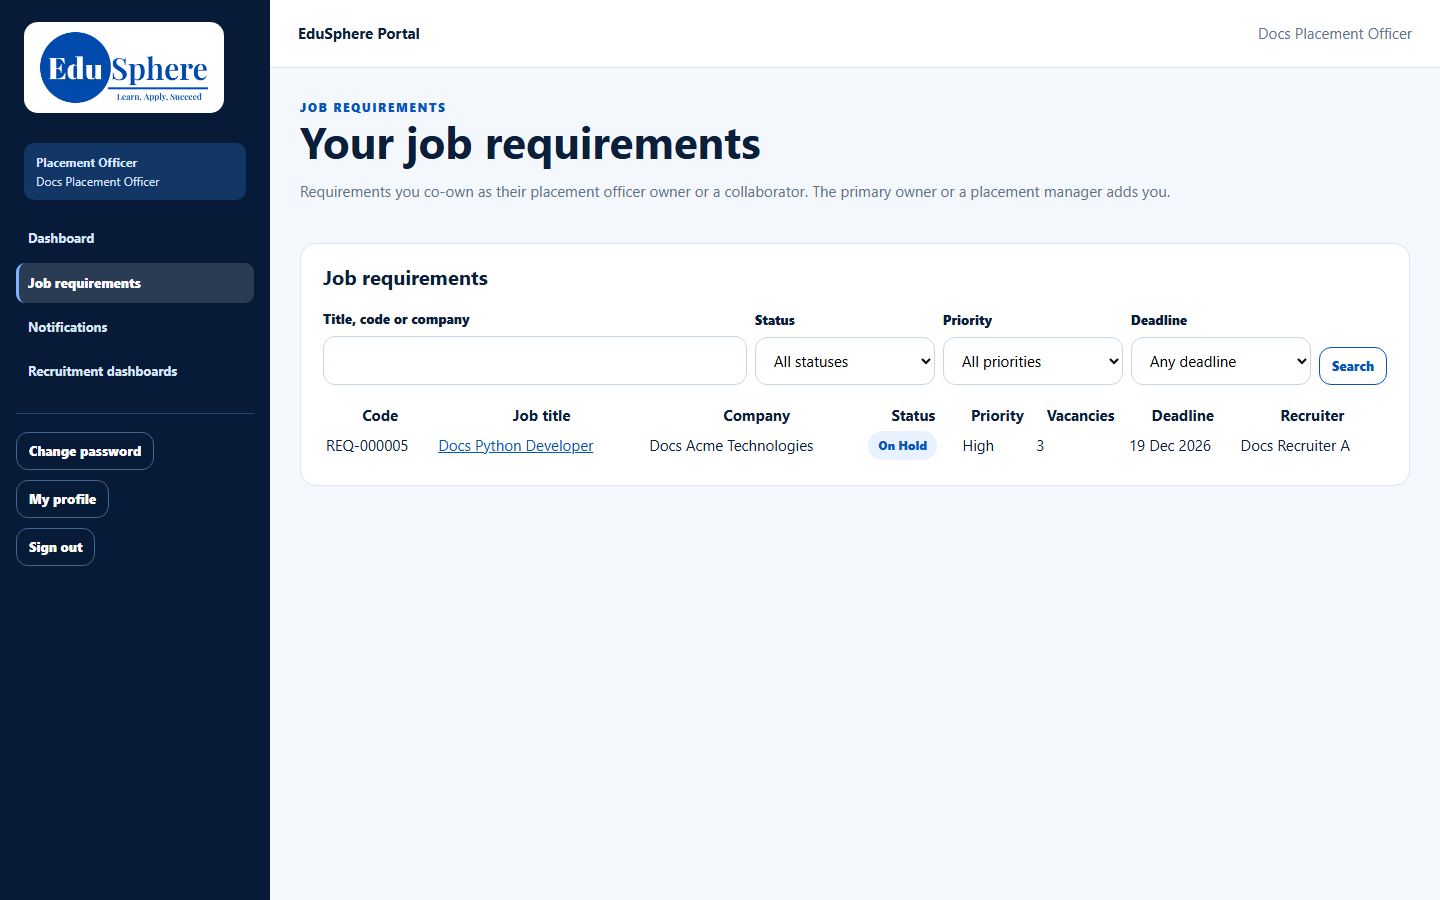 EduSphere
Learn. Apply, Succeed
Placement Officer
Docs Placement Officer
Dashboard
Job requirements
Notifications
Recruitment dashboards
Change password
My profile
Sign out
EduSphere Portal
Docs Placement Officer
JOB REQUIREMENTS
Your job requirements
Requirements you co-own as their placement officer owner or a collaborator. The primary owner or a placement manager adds you.
Job requirements
Title, code or company
Status
Priority
Deadline
All statuses
All priorities
Any deadline
Search
Code Job title Company Status Priority Vacancies Deadline Recruiter
REQ-000005 Docs Python Developer Docs Acme Technologies On Hold High 3 19 Dec 2026 Docs Recruiter A